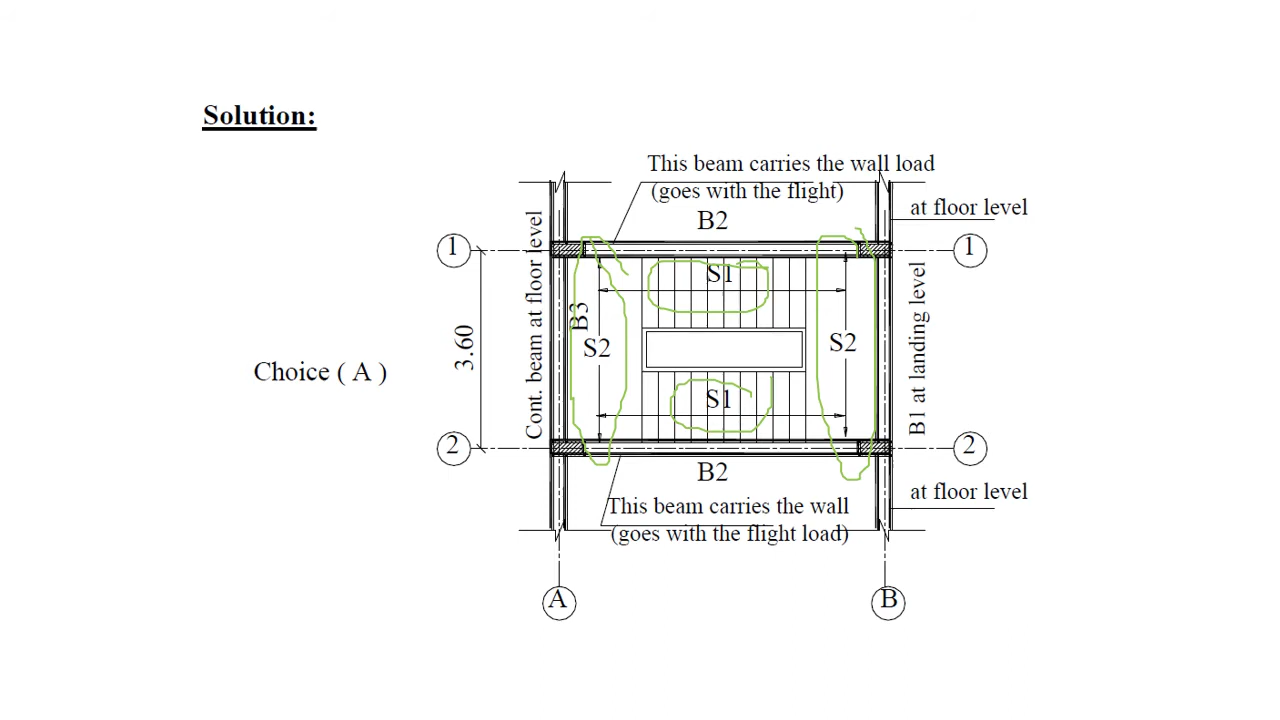 Solution:
This beam carries the wall load
(goes with the flight)
B2
at floor level
1
1
S1
Cont. beam at floor level
B3
S2
3.60
S2
B1 at landing level
Choice ( A )
S1
2
2
B2
at floor level
This beam carries the wall
(goes with the flight load)
A
B